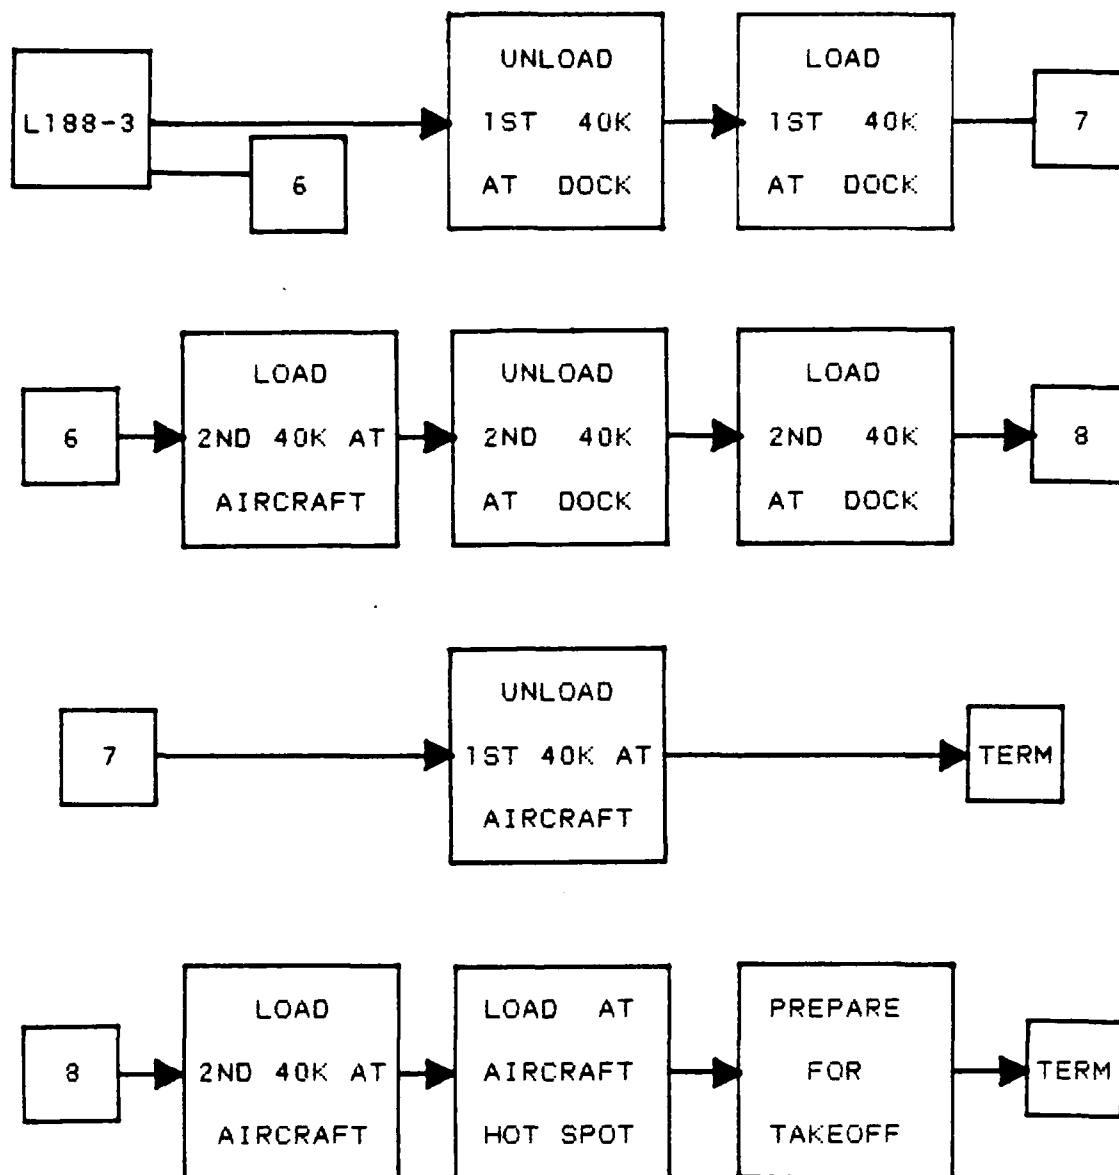 L188-3
6
UNLOAD
1ST 40K
AT DOCK
LOAD
1ST 40K
AT DOCK
7
6
LOAD
2ND 40K AT
AIRCRAFT
UNLOAD
2ND 40K
AT DOCK
LOAD
2ND 40K
AT DOCK
8
7
UNLOAD
1ST 40K AT
AIRCRAFT
TERM
8
LOAD
2ND 40K AT
AIRCRAFT
LOAD AT
AIRCRAFT
HOT SPOT
PREPARE
FOR
TAKEOFF
TERM